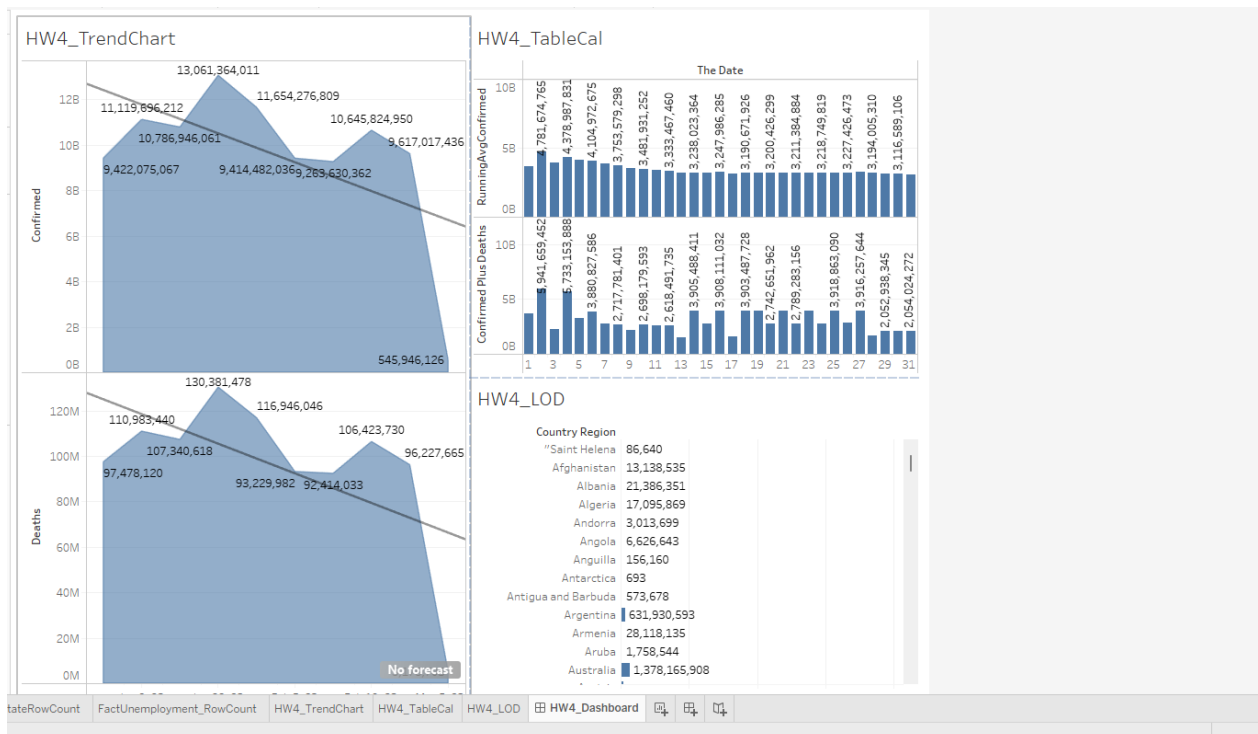 HW4_TrendChart
13,061,364,011
12B
11,119,696,212
11,654,276,809
10,645,824,950
10B
10,786,946,061
9,617,017,436
9,422,075,067
9,414,482,036
9,263,630,362
8B
Confirmed
6B
4B
2B
0B
545,946,126
130,381,478
120M
110,983,440
116,946,046
106,423,730
107,340,618
96,227,665
100M
97,478,120
93,229,982
92,414,033
80M
Deaths
60M
40M
20M
0M
No forecast
HW4_TableCal
The Date
RunningAvgConfirmed
10B
5B
0B
4,781,674,765
4,378,987,831
4,104,972,675
3,753,579,298
3,481,931,252
3,333,467,460
3,238,023,364
3,247,986,285
3,190,671,926
3,200,426,299
3,211,384,884
3,218,749,819
3,227,426,473
3,194,005,310
3,116,589,106
Confirmed Plus Deaths
10B
5B
0B
5,941,659,452
5,733,153,888
3,880,827,586
2,717,781,401
2,698,179,593
2,618,491,735
3,905,488,411
3,908,111,032
3,903,487,728
2,742,651,962
2,789,283,156
3,918,863,090
3,916,257,644
2,052,938,345
2,054,024,272
1 3 5 7 9 11 13 15 17 19 21 23 25 27 29 31
HW4_LOD
Country Region
"Saint Helena 86,640
Afghanistan 13,138,535
Albania 21,386,351
Algeria 17,095,869
Andorra 3,013,699
Angola 6,626,643
Anguilla 156,160
Antarctica 693
Antigua and Barbuda 573,678
Argentina 631,930,593
Armenia 28,118,135
Aruba 1,758,544
Australia 1,378,165,908
tateRowCount FactUnemployment_RowCount HW4_TrendChart HW4_TableCal HW4_LOD HW4_Dashboard